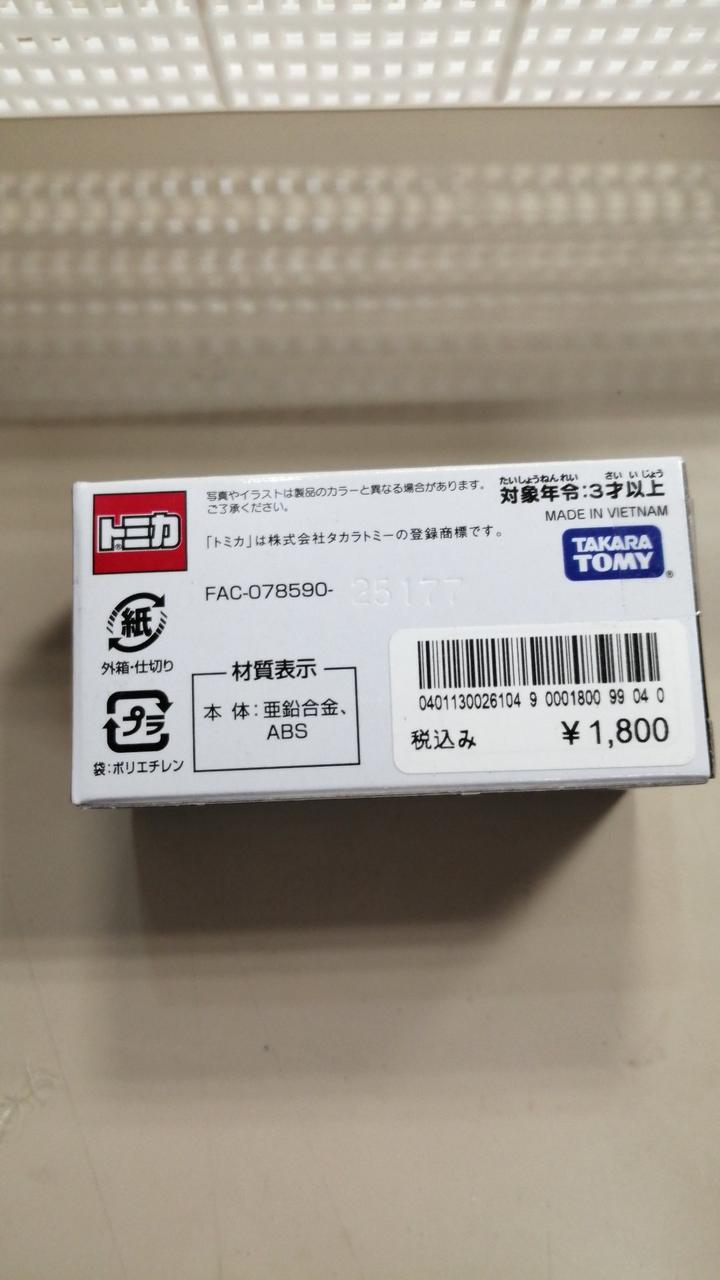 トミカ®
写真やイラストは製品のカラーと異なる場合があります。
ご了承ください。
「トミカ」は株式会社タカラトミーの登録商標です。
たいしょうねんれい さい いじょう
対象年令:3才以上
MADE IN VIETNAM
TAKARA
TOMY®
FAC-078590- 25177
紙
外箱・仕切り
プラ
袋:ポリエチレン
材質表示
本 体:亜鉛合金、
ABS
0401130026104 9 0001800 99 04 0
税込み ¥1,800